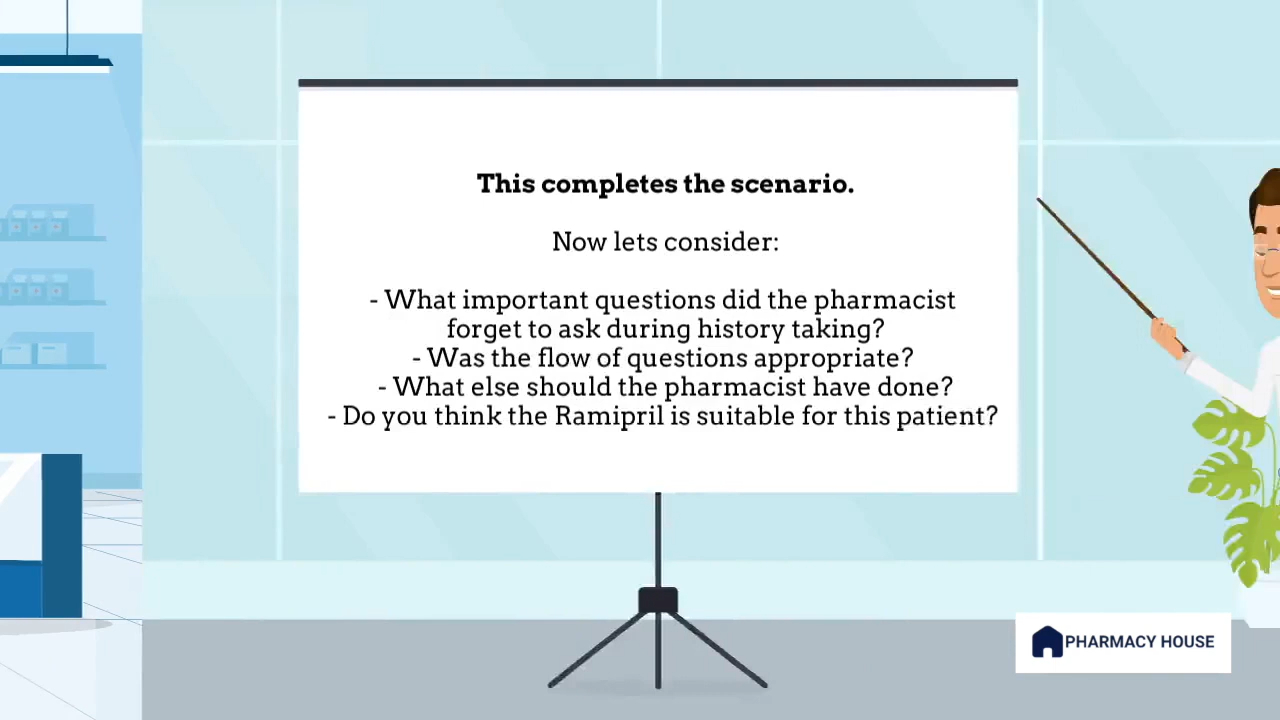 This completes the scenario.
Now lets consider:
- What important questions did the pharmacist
forget to ask during history taking?
- Was the flow of questions appropriate?
- What else should the pharmacist have done?
- Do you think the Ramipril is suitable for this patient?
PHARMACY HOUSE